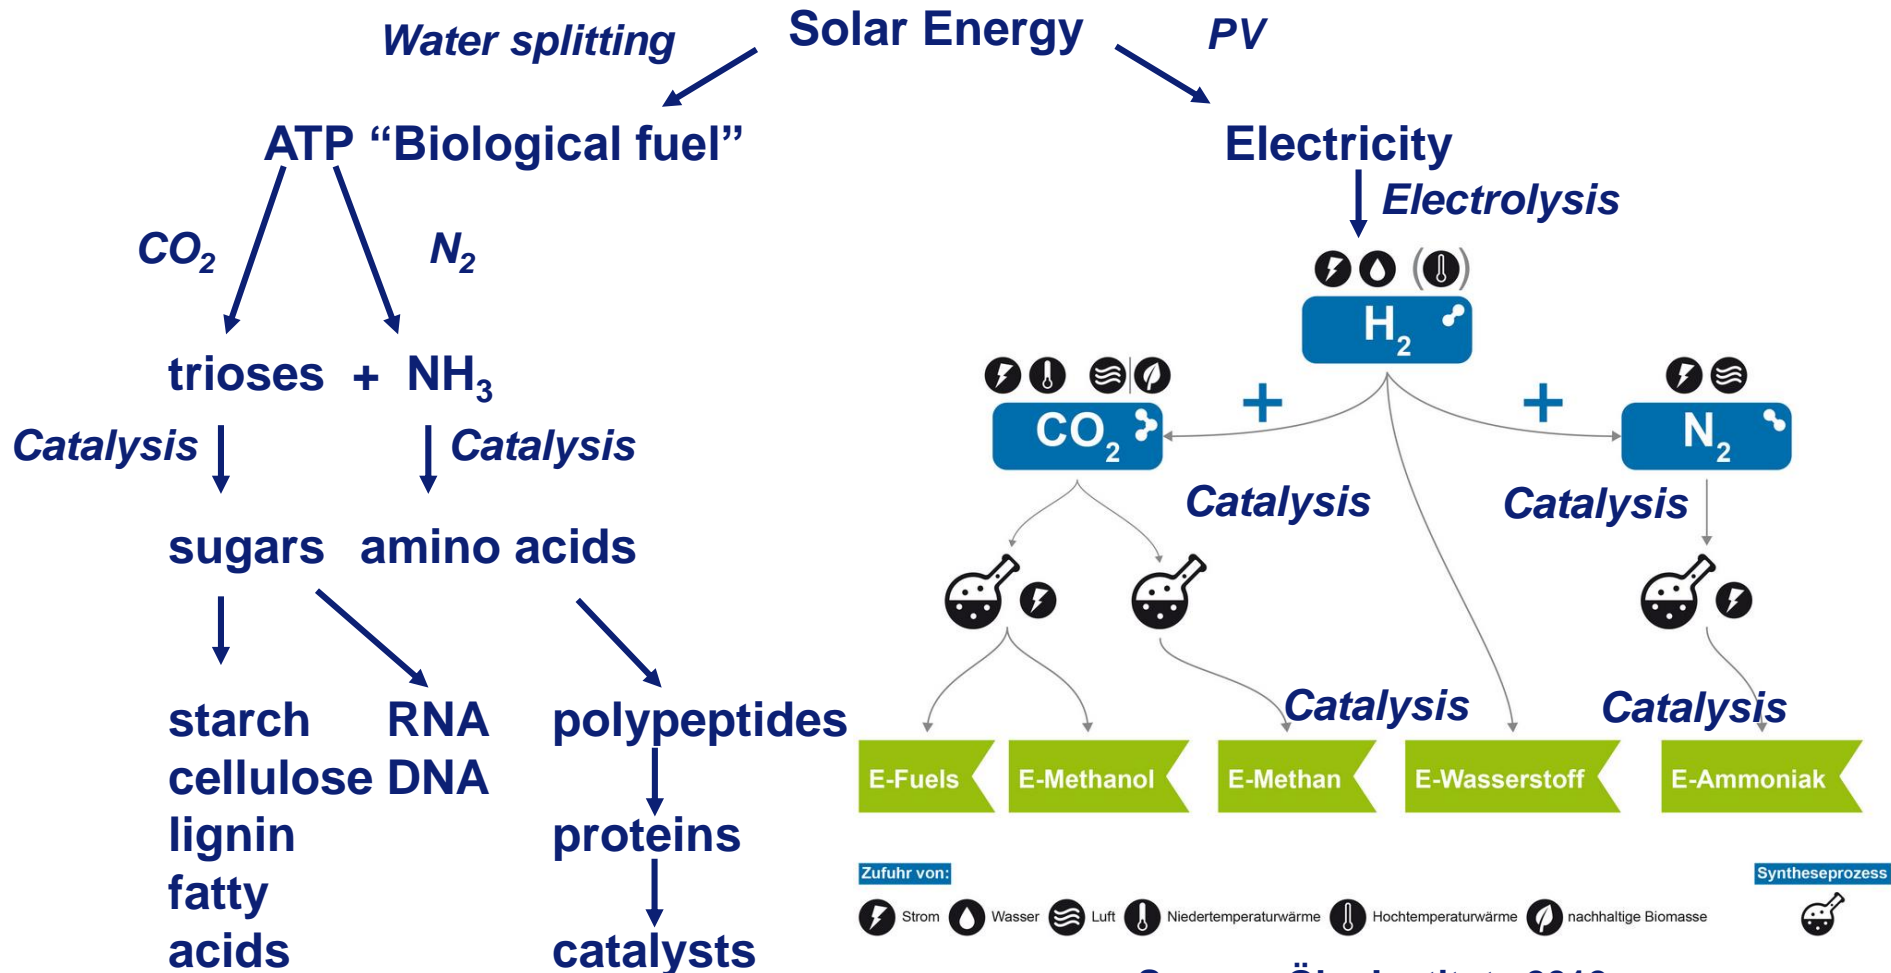 Solar Energy
Water splitting
PV
ATP “Biological fuel”
Electricity
Electrolysis
CO2
N2
H2
trioses + NH3
CO2
+
+
N2
Catalysis
Catalysis
Catalysis
Catalysis
sugars amino acids
starch RNA polypeptides
cellulose DNA
lignin
fatty
acids
proteins
catalysts
Catalysis
Catalysis
E-Fuels
E-Methanol
E-Methan
E-Wasserstoff
E-Ammoniak
Zufuhr von:
Syntheseprozess
Strom
Wasser
Luft
Niedertemperaturwärme
Hochtemperaturwärme
nachhaltige Biomasse